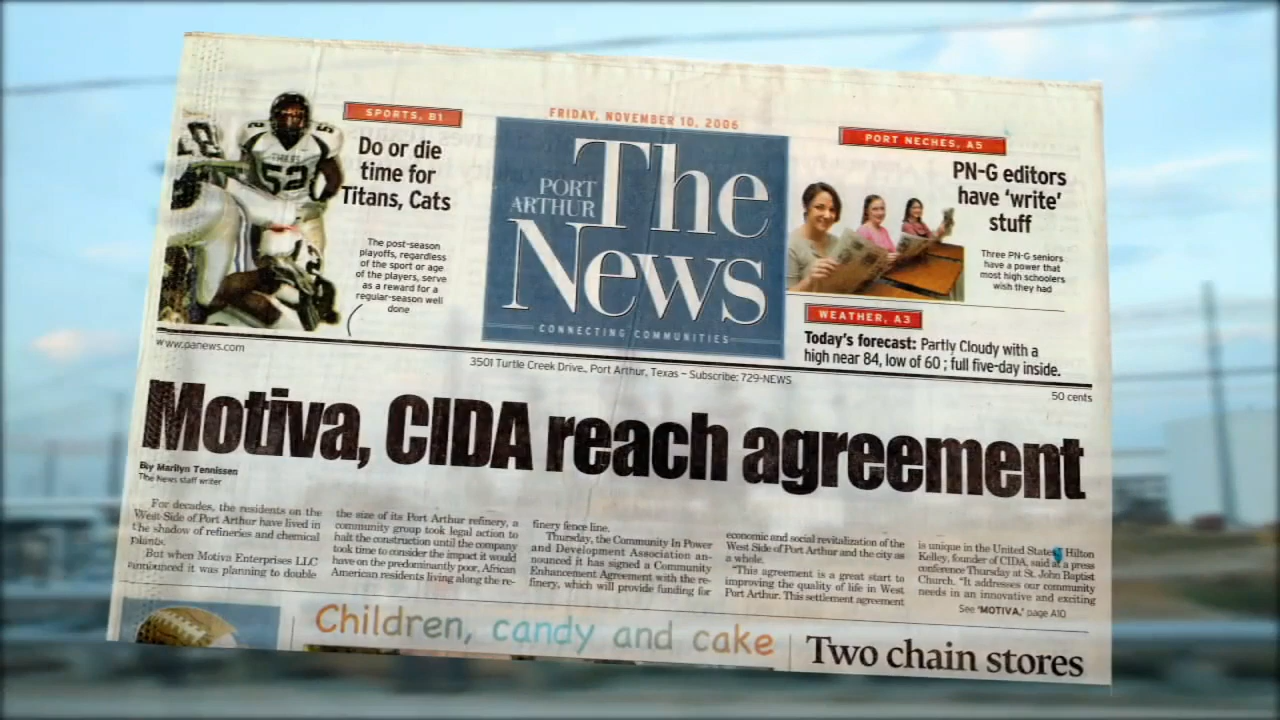 SPORTS, B1
Do or die
time for
Titans, Cats
The post-season
playoffs, regardless
of the sport or age
of the players, serve
as a reward for a
regular-season well
done
52
FRIDAY, NOVEMBER 10, 2006
The
PORT
ARTHUR
News
CONNECTING COMMUNITIES
PORT NECHES, A5
PN-G editors
have ‘write’
stuff
Three PN-G seniors
have a power that
most high schoolers
wish they had
WEATHER, A3
Today's forecast: Partly Cloudy with a
high near 84, low of 60 ; full five-day inside.
www.panews.com
3501 Turtle Creek Drive., Port Arthur, Texas – Subscribe: 729-NEWS
50 cents
Motiva, CIDA reach agreement
By Marilyn Tennissen
The News staff writer
For decades, the residents on the
West Side of Port Arthur have lived in
the shadow of refineries and chemical
plants.
But when Motiva Enterprises LLC
announced it was planning to double
the size of its Port Arthur refinery, a
community group took legal action to
halt the construction until the company
took time to consider the impact it would
have on the predominantly poor, African
American residents living along the re-
finery fence line.
Thursday, the Community In Power
and Development Association an-
nounced it has signed a Community
Enhancement Agreement with the re-
finery, which will provide funding for
economic and social revitalization of the
West Side of Port Arthur and the city as
a whole.
"This agreement is a great start to
improving the quality of life in West
Port Arthur. This settlement agreement
is unique in the United States, Hilton
Kelley, founder of CIDA, said at a press
conference Thursday at St. John Baptist
Church. "It addresses our community
needs in an innovative and exciting
See ‘MOTIVA,’ page A10
Children, candy and cake
Two chain stores